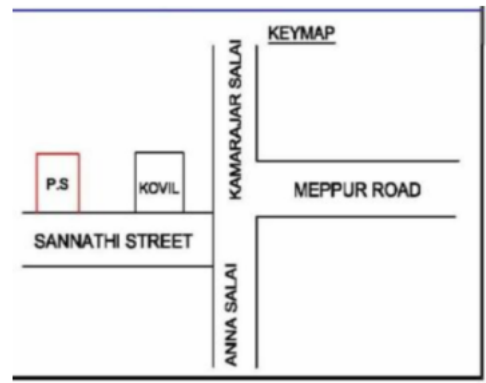 KEYMAP
KAMARAJAR SALAI
P.S
KOVIL
MEPPUR ROAD
SANNATHI STREET
ANNA SALAI